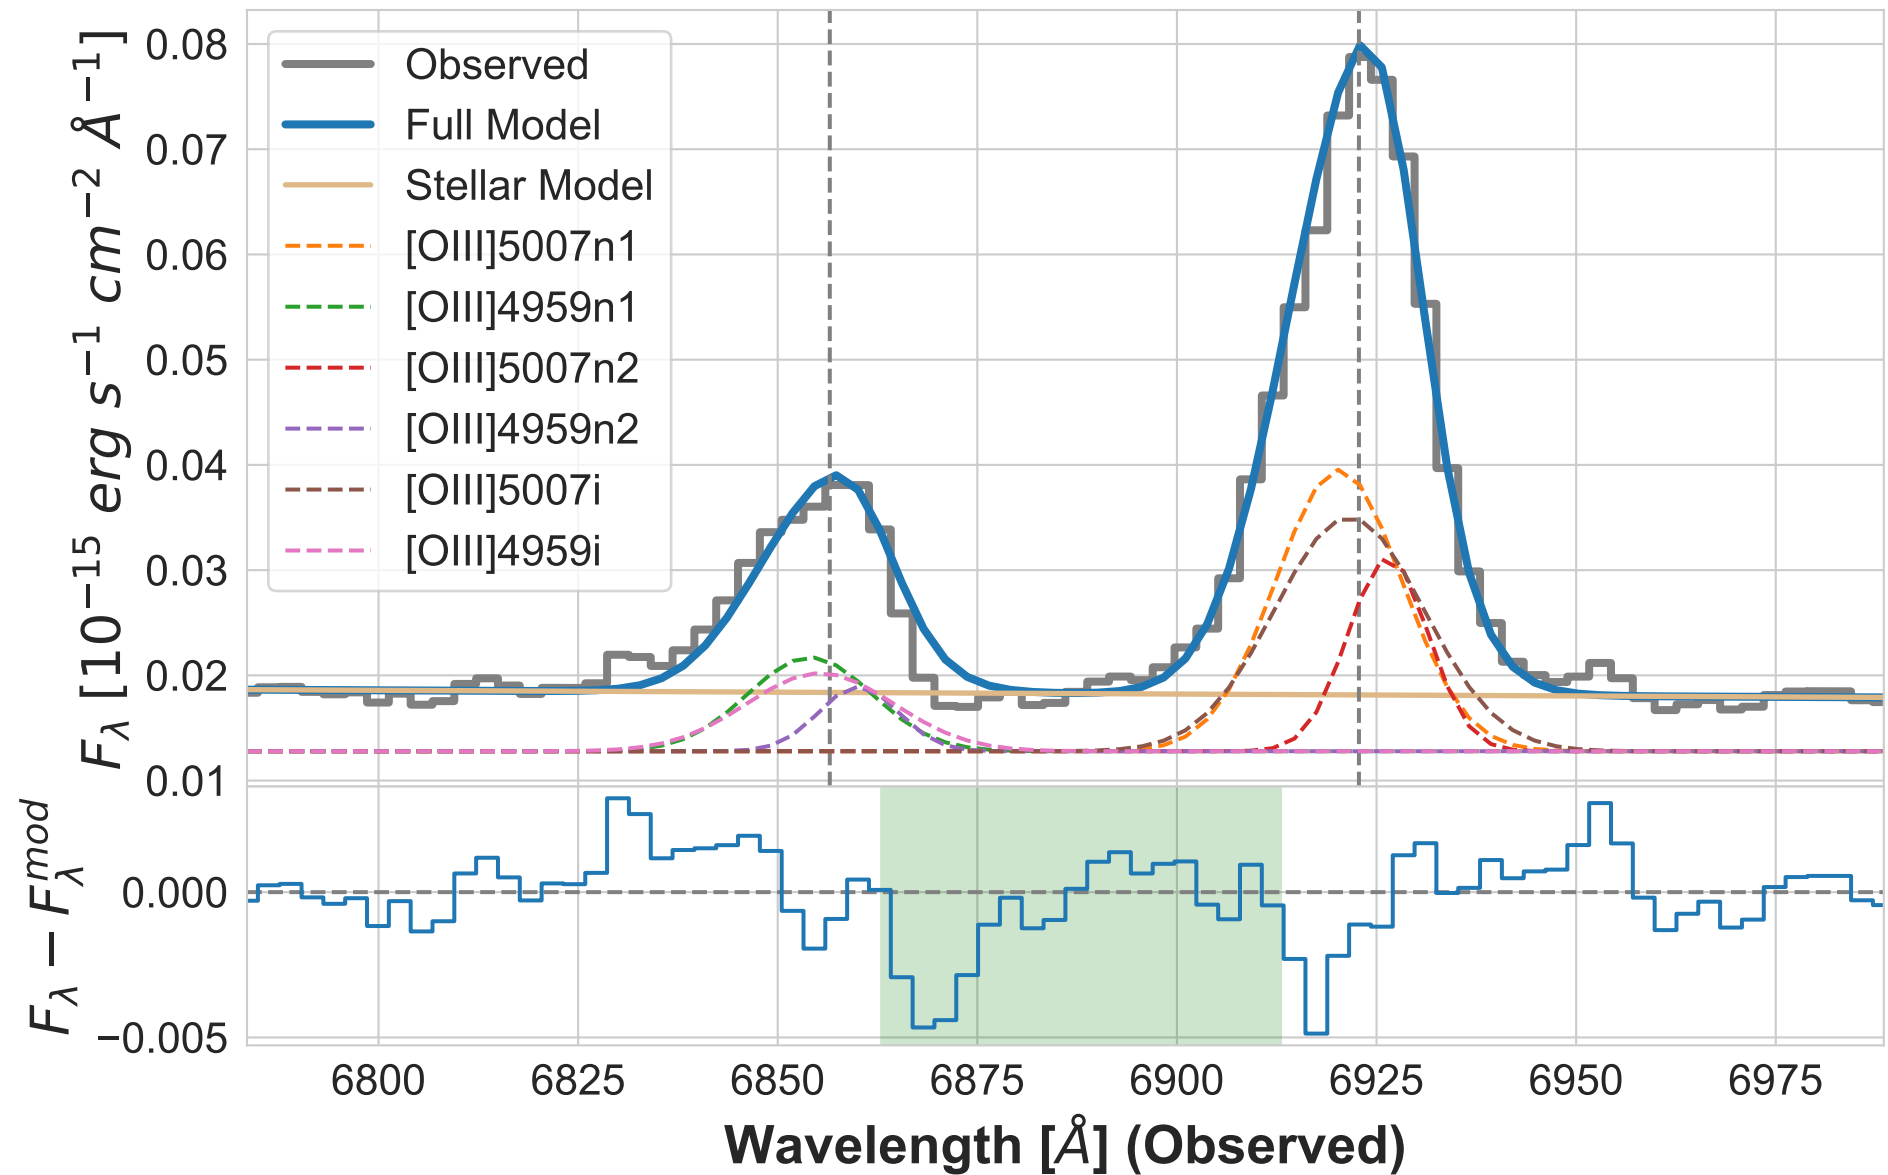 F_λ [10⁻¹⁵ erg s⁻¹ cm⁻² Å⁻¹]
0.08
0.07
0.06
0.05
0.04
0.03
0.02
0.01
Observed
Full Model
Stellar Model
[OIII]5007n1
[OIII]4959n1
[OIII]5007n2
[OIII]4959n2
[OIII]5007i
[OIII]4959i
F_λ − F_λ^mod
0.000
−0.005
6800 6825 6850 6875 6900 6925 6950 6975
Wavelength [Å] (Observed)